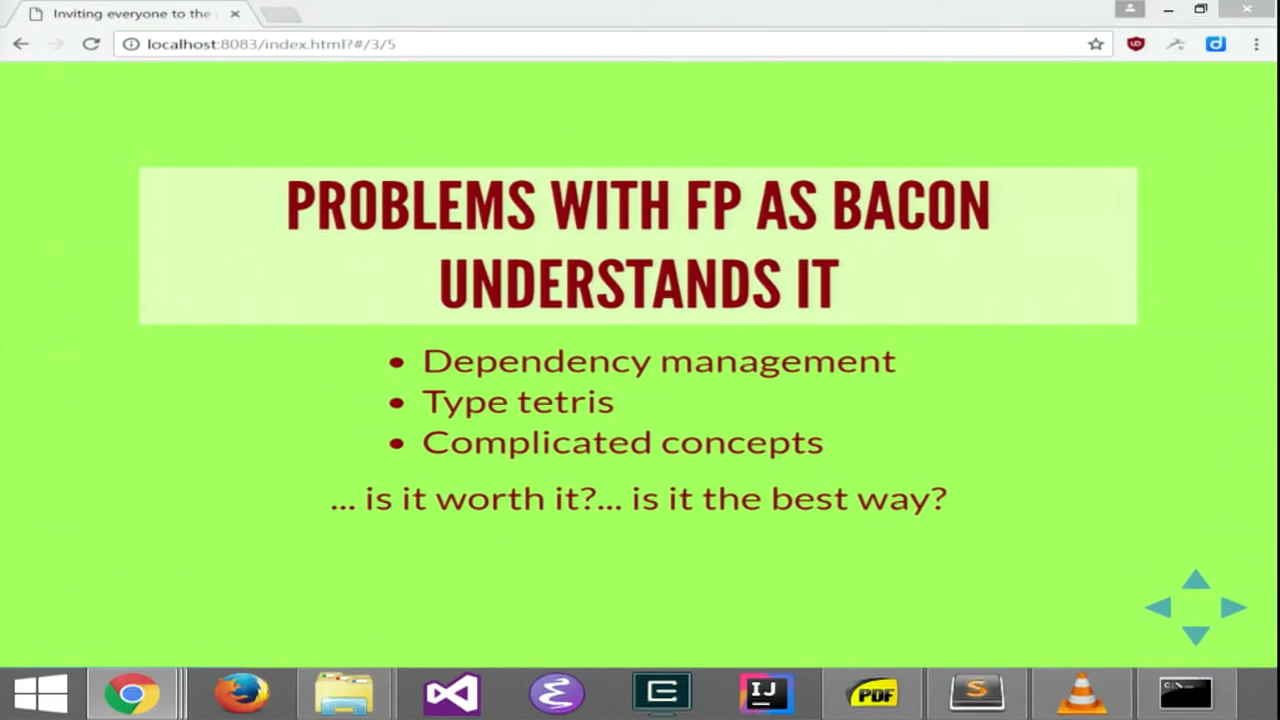 Inviting everyone to the
localhost:8083/index.html?#/3/5
PROBLEMS WITH FP AS BACON
UNDERSTANDS IT
• Dependency management
• Type tetris
• Complicated concepts
... is it worth it?... is it the best way?
IJ
PDF
S